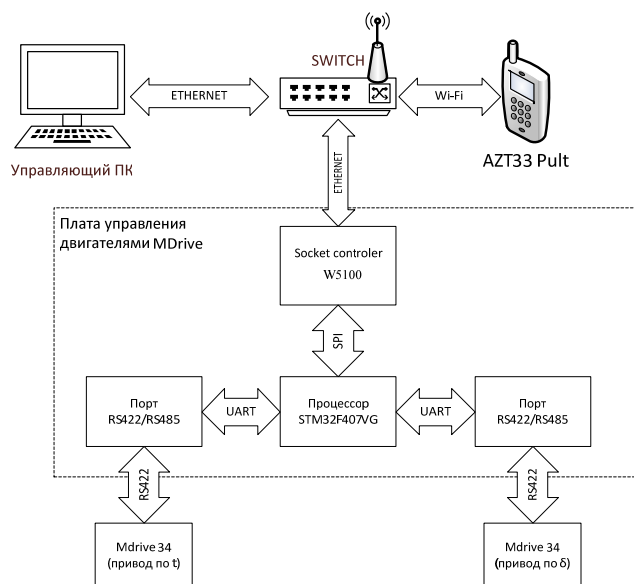 SWITCH
ETHERNET
Wi-Fi
Управляющий ПК
AZT33 Pult
ETHERNET
Плата управления
двигателями MDrive
Socket controler
W5100
SPI
Порт
RS422/RS485
UART
Процессор
STM32F407VG
UART
Порт
RS422/RS485
RS422
RS422
Mdrive 34
(привод по t)
Mdrive 34
(привод по δ)